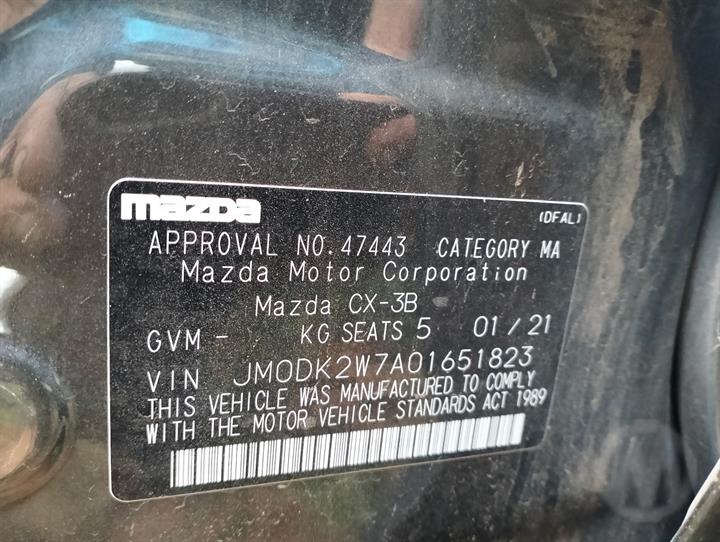 mazda
(DFAL)
APPROVAL NO.47443 CATEGORY MA
Mazda Motor Corporation
Mazda CX-3B
GVM - KG SEATS 5 01/21
VIN JM0DK2W7A01651823
THIS VEHICLE WAS MANUFACTURED TO COMPLY
WITH THE MOTOR VEHICLE STANDARDS ACT 1989
M